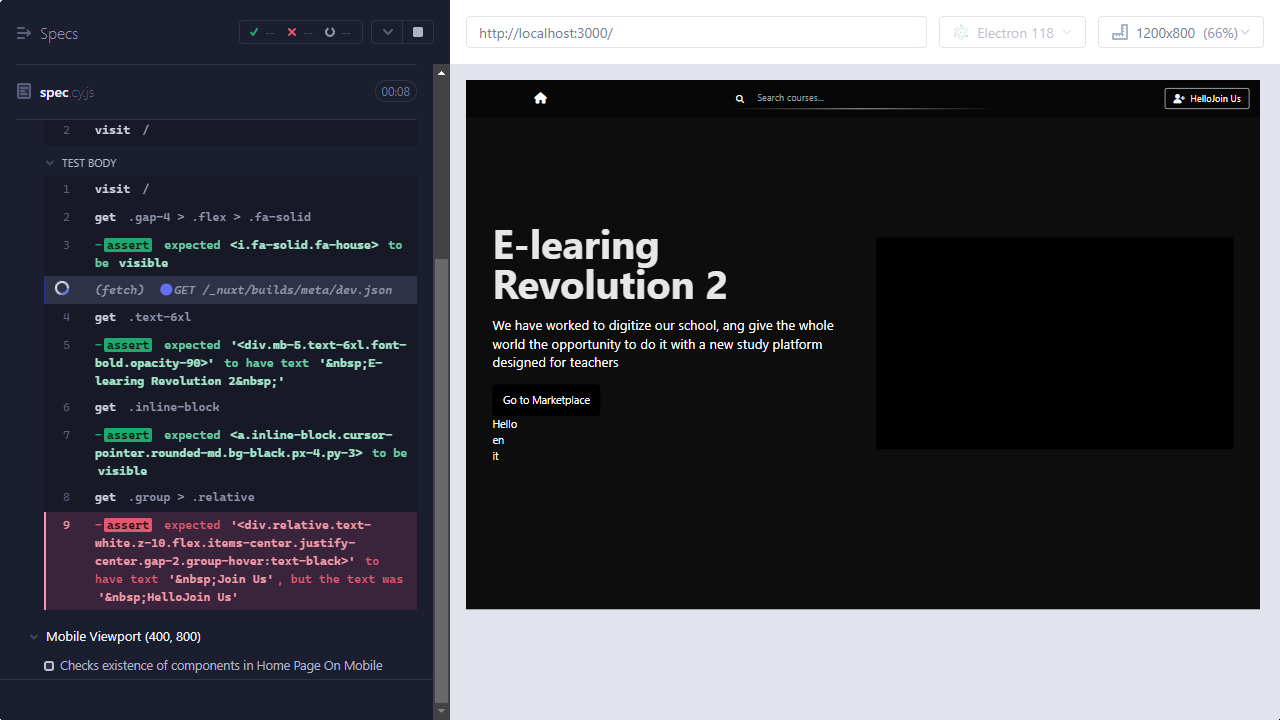 Specs
-- -- --
spec.cy.js
00:08
2 visit /
TEST BODY
1 visit /
2 get .gap-4 > .flex > .fa-solid
3 -assert expected <i.fa-solid.fa-house> to
be visible
(fetch) GET /_nuxt/builds/meta/dev.json
4 get .text-6xl
5 -assert expected '<div.mb-5.text-6xl.font-
bold.opacity-90>' to have text '&nbsp;E-
learing Revolution 2&nbsp;'
6 get .inline-block
7 -assert expected <a.inline-block.cursor-
pointer.rounded-md.bg-black.px-4.py-3> to be
visible
8 get .group > .relative
9 -assert expected '<div.relative.text-
white.z-10.flex.items-center.justify-
center.gap-2.group-hover:text-black>' to
have text '&nbsp;Join Us', but the text was
'&nbsp;HelloJoin Us'
Mobile Viewport (400, 800)
Checks existence of components in Home Page On Mobile
http://localhost:3000/
Electron 118
1200x800 (66%)
Search courses...
HelloJoin Us
E-learing
Revolution 2
We have worked to digitize our school, ang give the whole
world the opportunity to do it with a new study platform
designed for teachers
Go to Marketplace
Hello
en
it